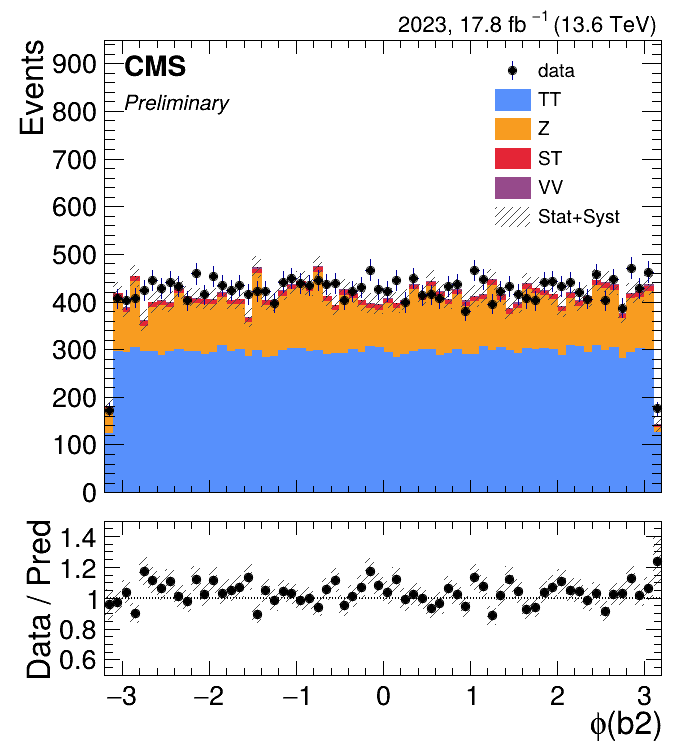 2023, 17.8 fb⁻¹ (13.6 TeV)
Events
900
800
700
600
500
400
300
200
100
0
CMS
Preliminary
data
TT
Z
ST
VV
Stat+Syst
Data / Pred
1.4
1.2
1
0.8
0.6
−3 −2 −1 0 1 2 3
ϕ(b2)